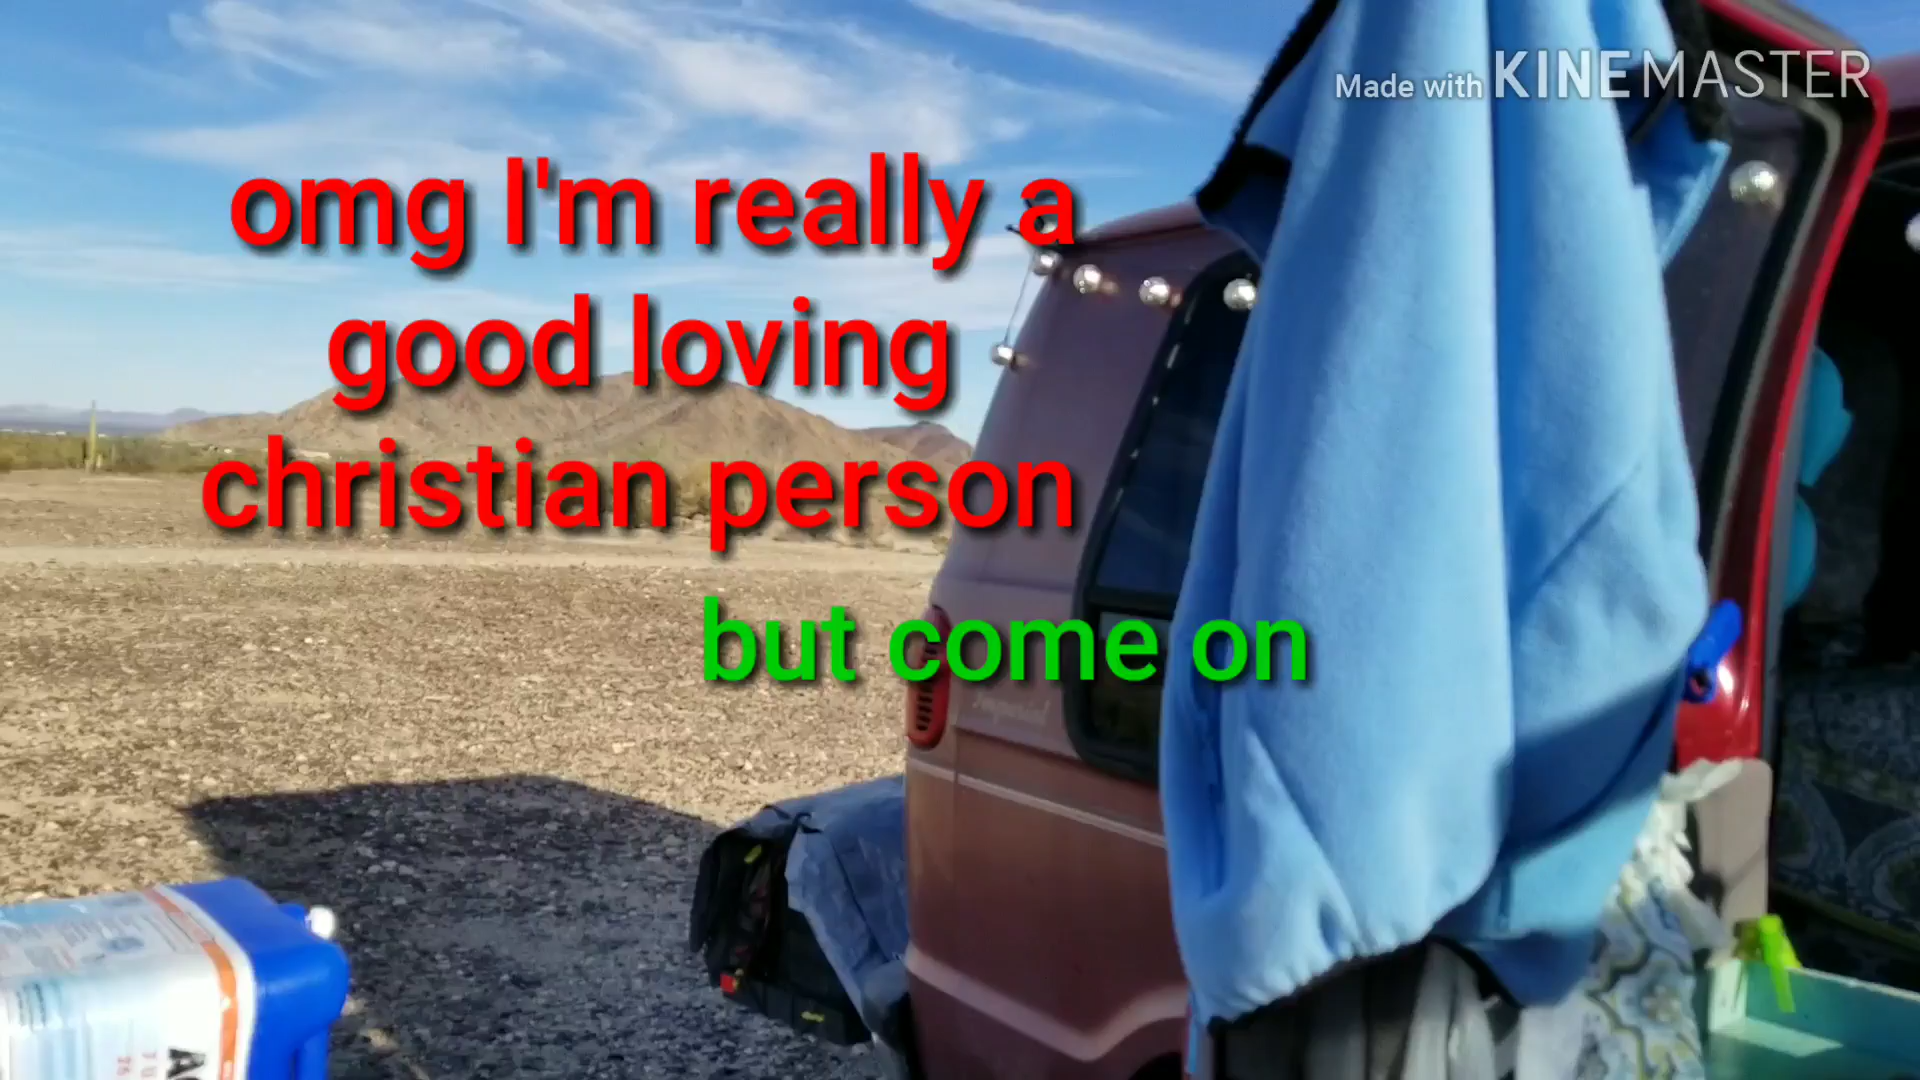 Made with KINEMASTER
omg I'm really a
good loving
christian person
but come on